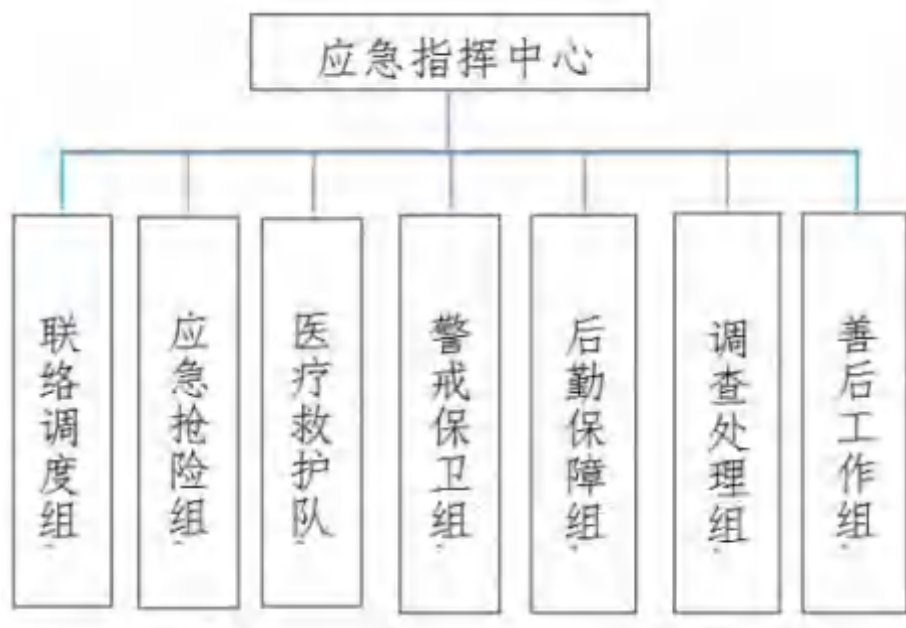 应急指挥中心
联络调度组
应急抢险组
医疗救护队
警戒保卫组
后勤保障组
调查处理组
善后工作组